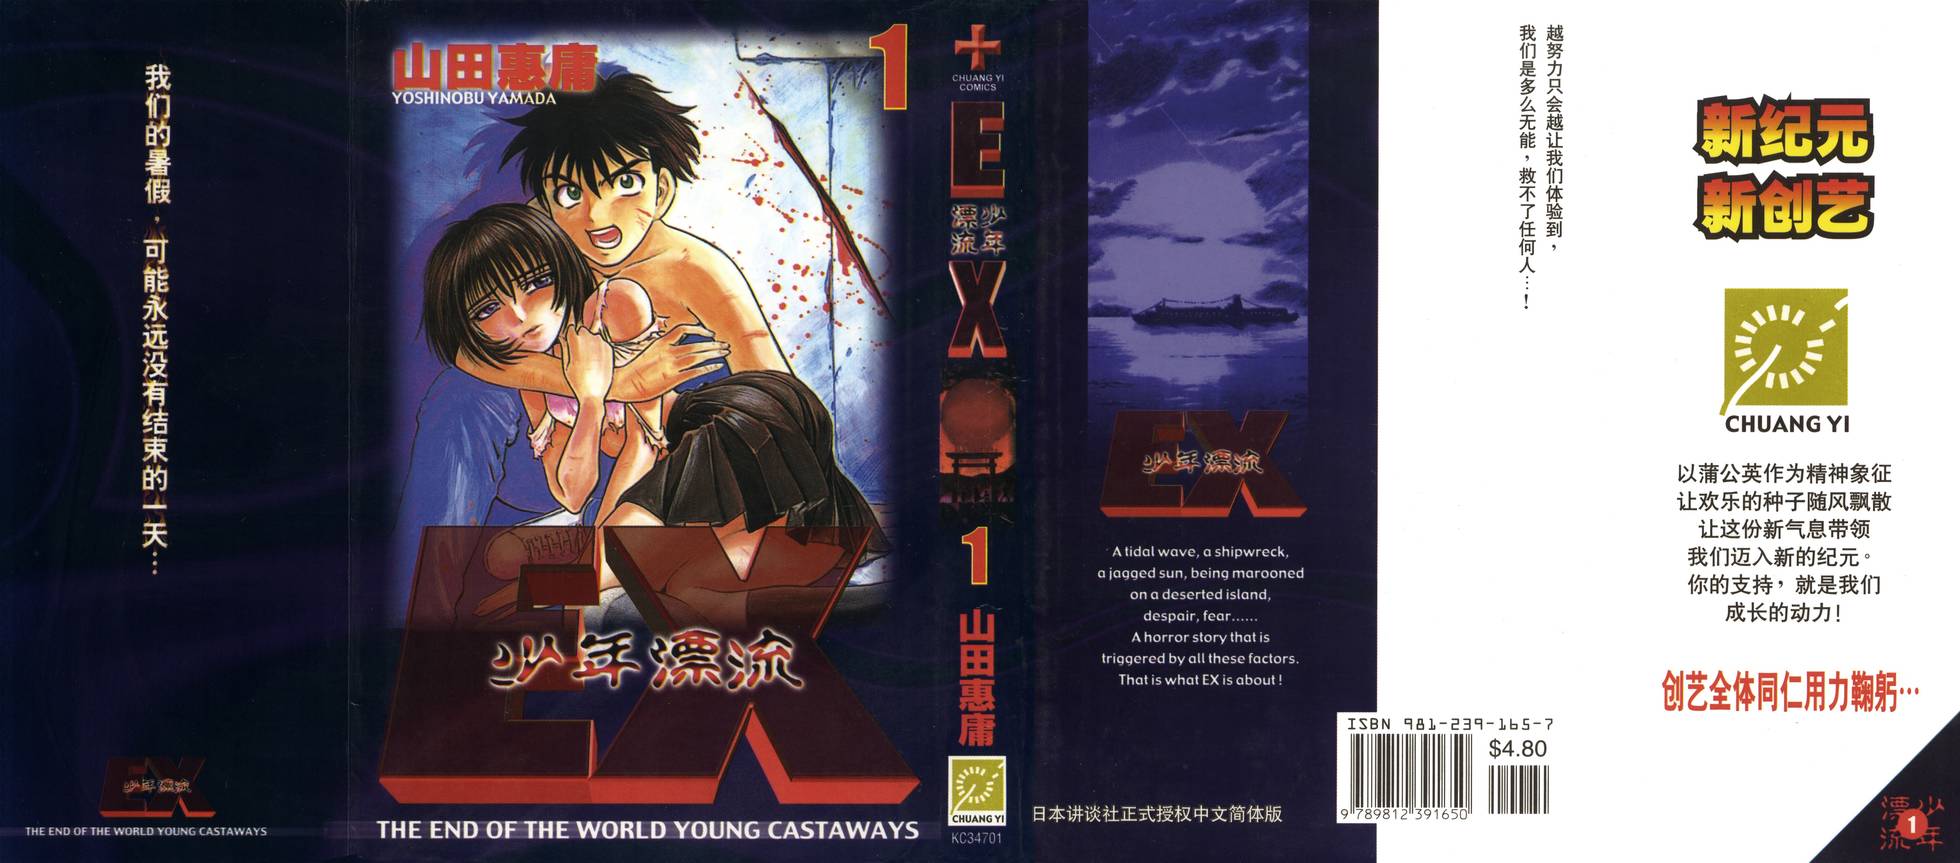 我们的暑假，可能永远没有结束的一天…
EX
少年漂流
THE END OF THE WORLD YOUNG CASTAWAYS
山田惠庸
YOSHINOBU YAMADA
1
EX
少年漂流
THE END OF THE WORLD YOUNG CASTAWAYS
CHUANG YI
COMICS
E
少年
漂流
X
1
山田惠庸
CHUANG YI
KC34701
EX
少年漂流
A tidal wave, a shipwreck,
a jagged sun, being marooned
on a deserted island,
despair, fear......
A horror story that is
triggered by all these factors.
That is what EX is about !
日本讲谈社正式授权中文简体版
ISBN 981-239-165-7
$4.80
9 789812 391650
越努力只会越让我们体验到，
我们是多么无能，救不了任何人…！
新纪元
新创艺
CHUANG YI
以蒲公英作为精神象征
让欢乐的种子随风飘散
让这份新气息带领
我们迈入新的纪元。
你的支持，就是我们
成长的动力！
创艺全体同仁用力鞠躬…
少年
漂流
1